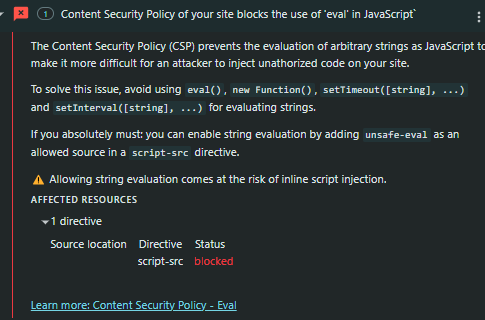 1 Content Security Policy of your site blocks the use of 'eval' in JavaScript`
The Content Security Policy (CSP) prevents the evaluation of arbitrary strings as JavaScript to
make it more difficult for an attacker to inject unathorized code on your site.
To solve this issue, avoid using eval(), new Function(), setTimeout([string], ...)
and setInterval([string], ...) for evaluating strings.
If you absolutely must: you can enable string evaluation by adding unsafe-eval as an
allowed source in a script-src directive.
Allowing string evaluation comes at the risk of inline script injection.
AFFECTED RESOURCES
1 directive
Source location Directive Status
script-src blocked
Learn more: Content Security Policy - Eval